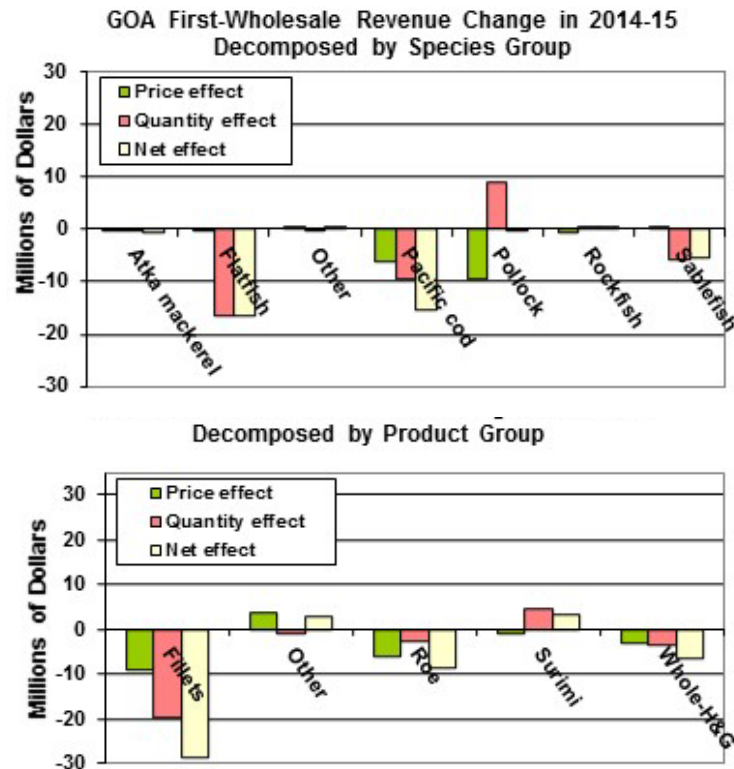 GOA First-Wholesale Revenue Change in 2014-15
Decomposed by Species Group
Millions of Dollars
30
20
10
0
-10
-20
-30
Price effect
Quantity effect
Net effect
Atka mackerel
Flatfish
Other
Pacific cod
Pollock
Rockfish
Sablefish
Decomposed by Product Group
Millions of Dollars
30
20
10
0
-10
-20
-30
Price effect
Quantity effect
Net effect
Fillets
Other
Roe
Surimi
Whole-H&G